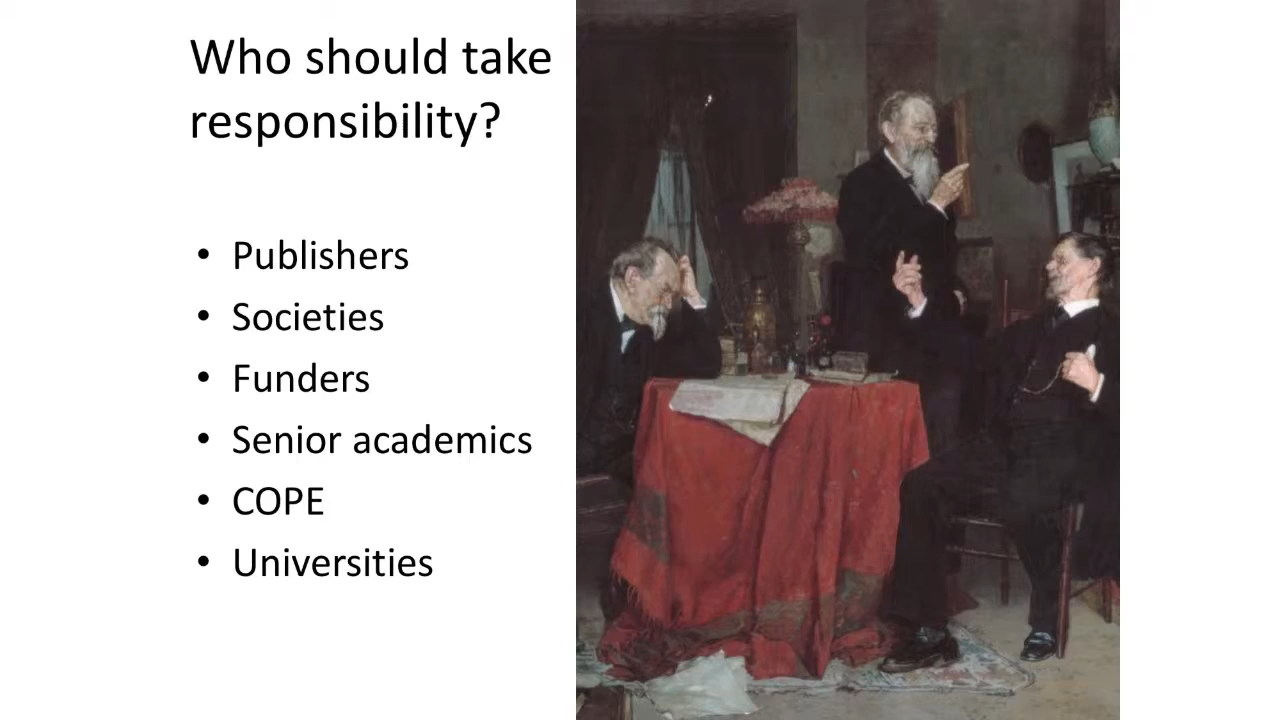 Who should take
responsibility?
• Publishers
• Societies
• Funders
• Senior academics
• COPE
• Universities